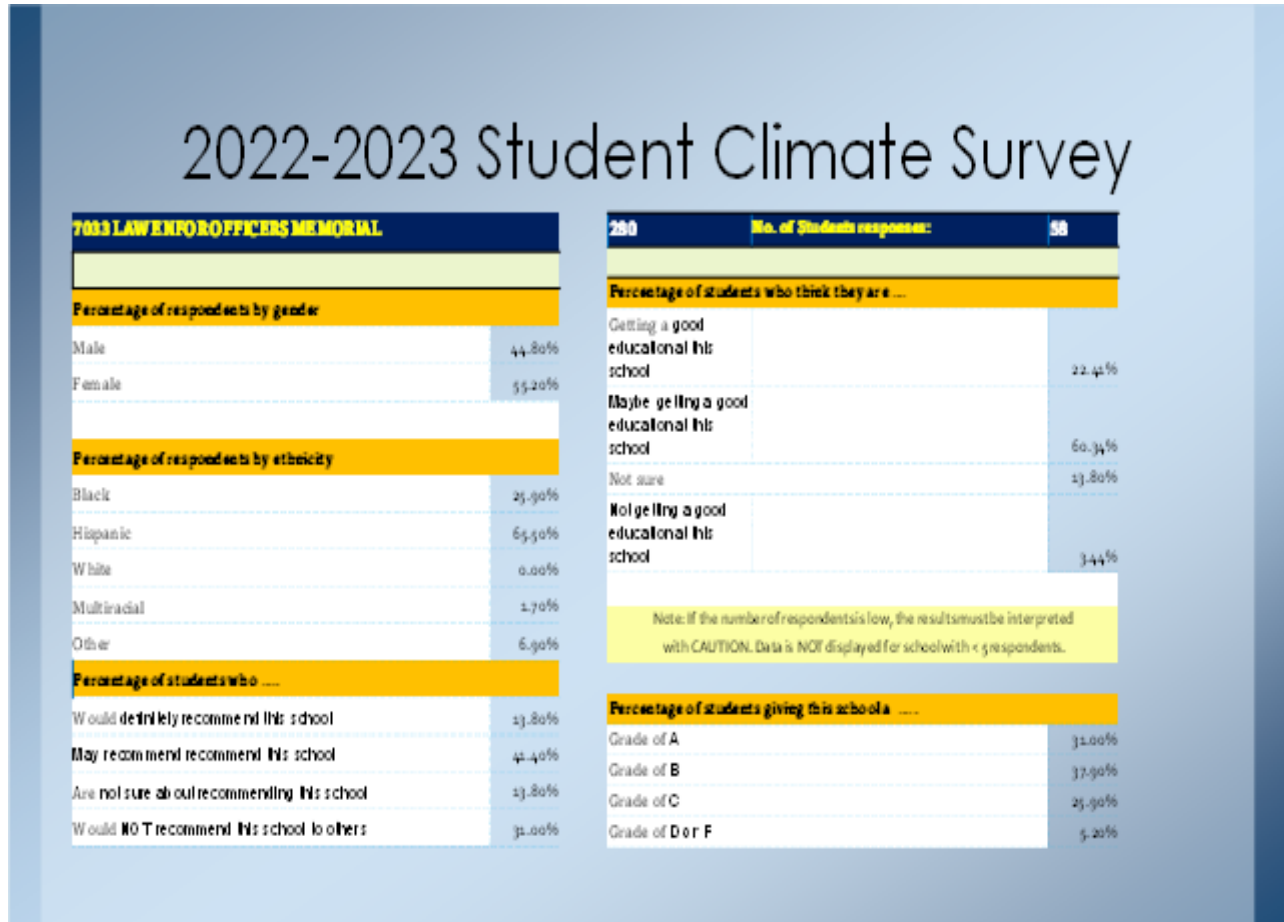 2022-2023 Student Climate Survey
7033 LAW ENFOR OFFICERS MEMORIAL
Percentage of respondents by gender
Male 44.80%
Female 55.20%
Percentage of respondents by ethnicity
Black 25.90%
Hispanic 65.50%
White 0.00%
Multiracial 1.70%
Other 6.90%
Percentage of students who .....
Would definitely recommend this school 13.80%
May recommend recommend this school 41.40%
Are not sure about recommending this school 13.80%
Would NOT recommend this school to others 31.00%
280 No. of Students responses: 58
Percentage of students who think they are ....
Getting a good
educational this
school 22.41%
Maybe getting a good
educational this
school 60.34%
Not sure 13.80%
Not getting a good
educational this
school 3.44%
Note: If the number of respondents is low, the results must be interpreted
with CAUTION. Data is NOT displayed for school with < 5 respondents.
Percentage of students giving this school a .....
Grade of A 31.00%
Grade of B 37.90%
Grade of C 25.90%
Grade of D or F 5.20%